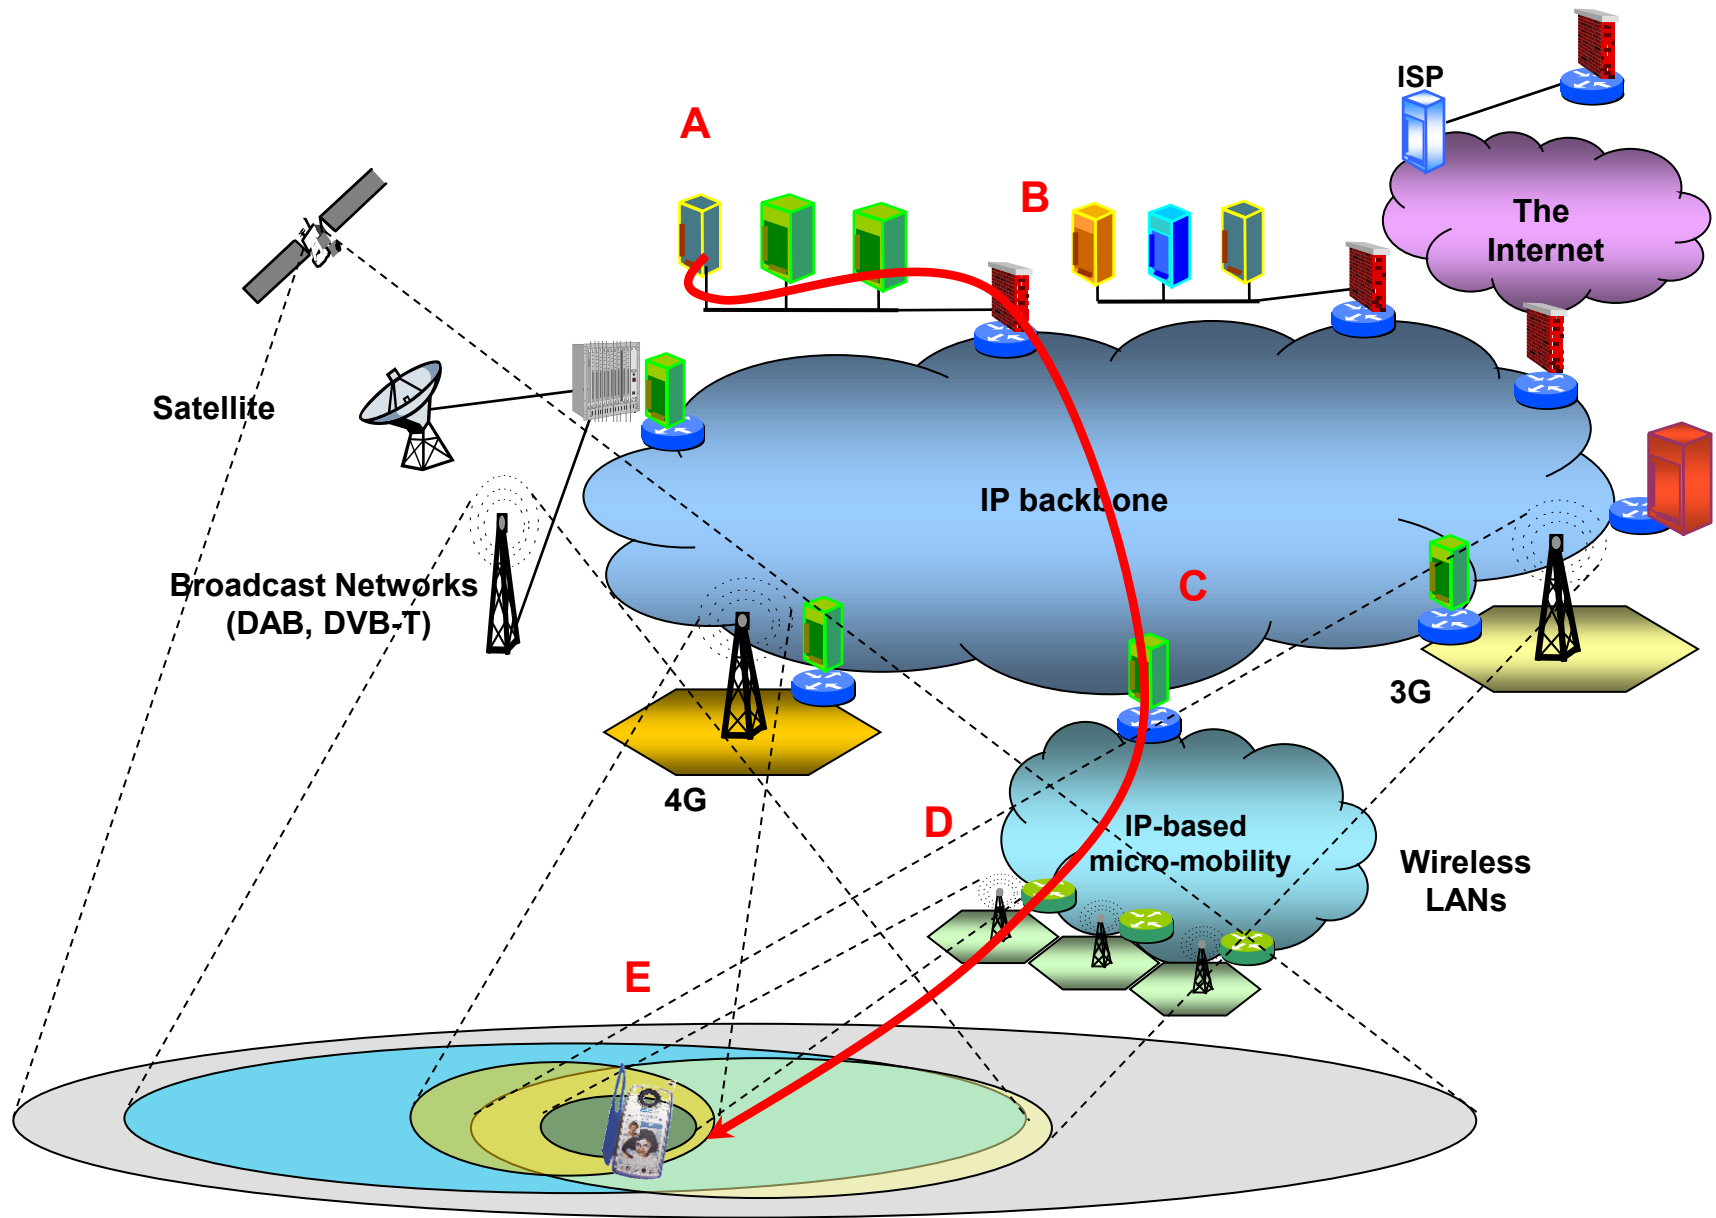 ISP
A
B
The
Internet
Satellite
IP backbone
Broadcast Networks
(DAB, DVB-T)
C
3G
4G
D
IP-based
micro-mobility
Wireless
LANs
E